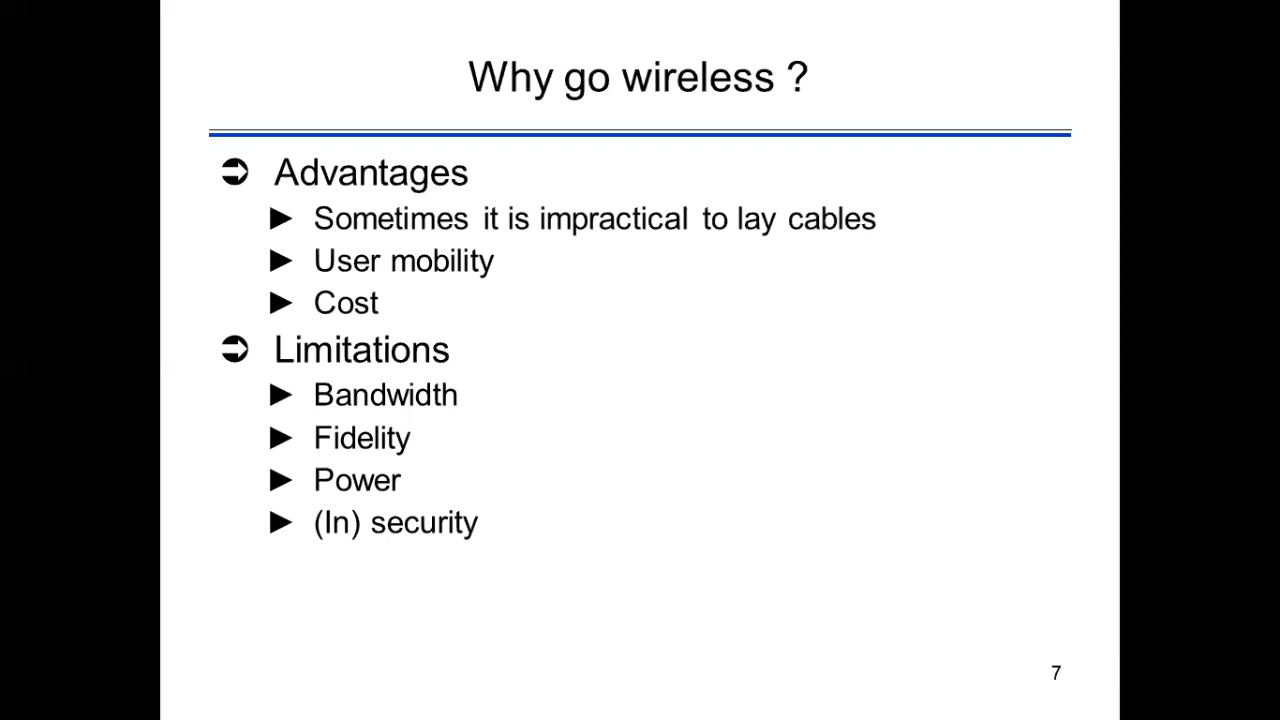 Why go wireless ?
Advantages
Sometimes it is impractical to lay cables
User mobility
Cost
Limitations
Bandwidth
Fidelity
Power
(In) security
7